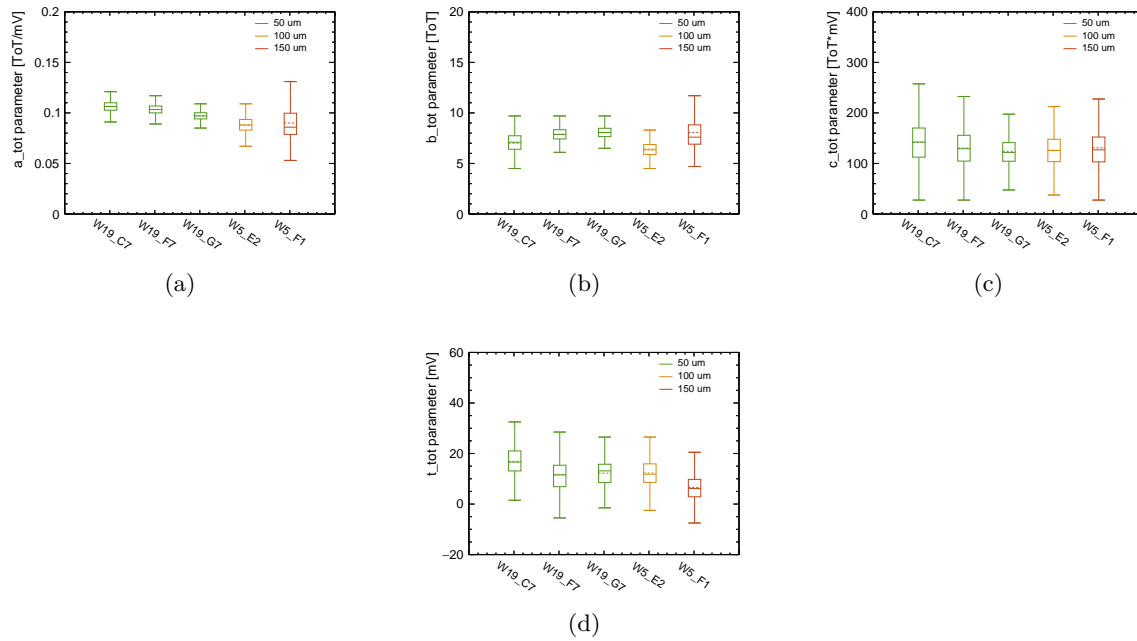 a_tot parameter [ToT/mV]
0.2
0.15
0.1
0.05
0
50 um
100 um
150 um
W19_C7
W19_F7
W19_G7
W5_E2
W5_F1
(a)
b_tot parameter [ToT]
20
15
10
5
0
50 um
100 um
150 um
W19_C7
W19_F7
W19_G7
W5_E2
W5_F1
(b)
c_tot parameter [ToT*mV]
400
300
200
100
0
50 um
100 um
150 um
W19_C7
W19_F7
W19_G7
W5_E2
W5_F1
(c)
t_tot parameter [mV]
60
40
20
0
−20
50 um
100 um
150 um
W19_C7
W19_F7
W19_G7
W5_E2
W5_F1
(d)